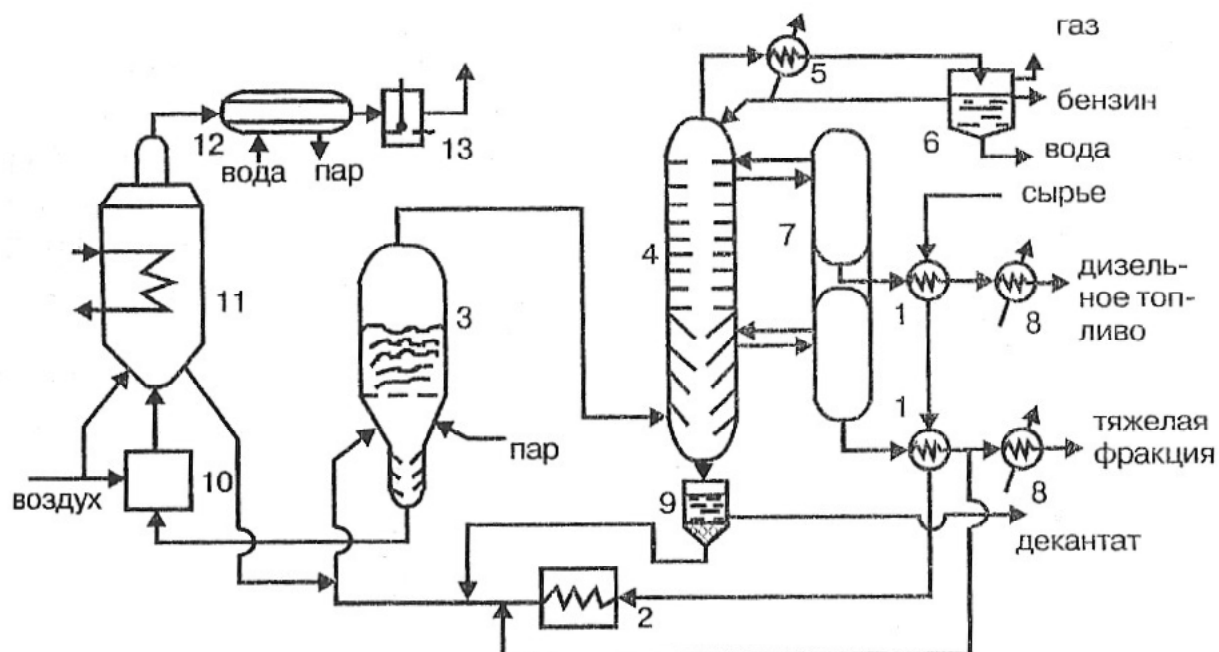 газ
5
бензин
6
12
13
вода
пар
вода
сырье
4
7
дизель-
ное топ-
ливо
11
3
1
8
1
тяжелая
фракция
пар
воздух
10
9
8
декантат
2